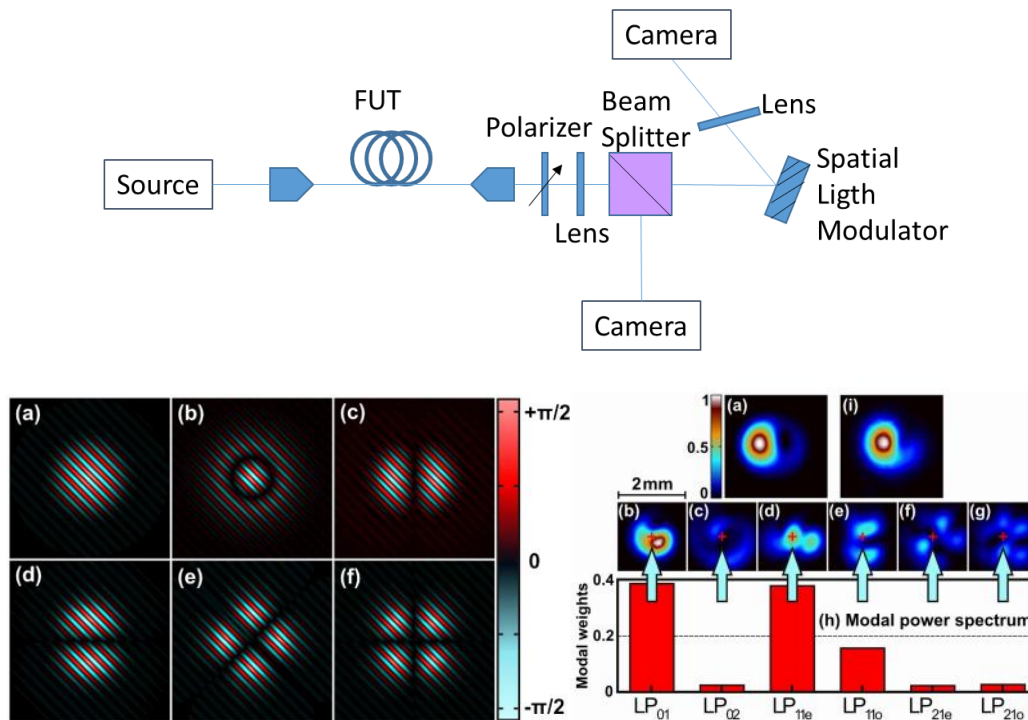 Camera
FUT
Beam
Splitter
Lens
Polarizer
Source
Spatial
Ligth
Modulator
Lens
Camera
(a)
(b)
(c)
+π/2
0
-π/2
(d)
(e)
(f)
1
0.5
0
(a)
(i)
2mm
(b)
(c)
(d)
(e)
(f)
(g)
0.4
0.2
0
Modal weights
(h) Modal power spectrum
LP01
LP02
LP11e
LP11o
LP21e
LP21o